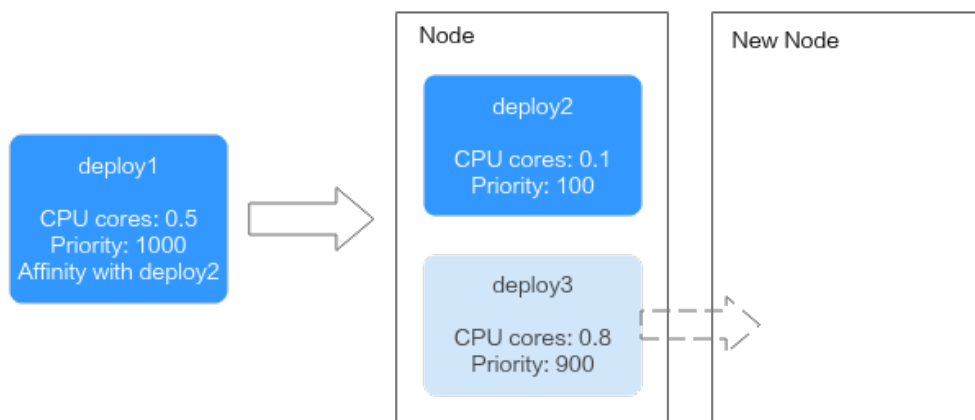 deploy1
CPU cores: 0.5
Priority: 1000
Affinity with deploy2
Node
deploy2
CPU cores: 0.1
Priority: 100
deploy3
CPU cores: 0.8
Priority: 900
New Node